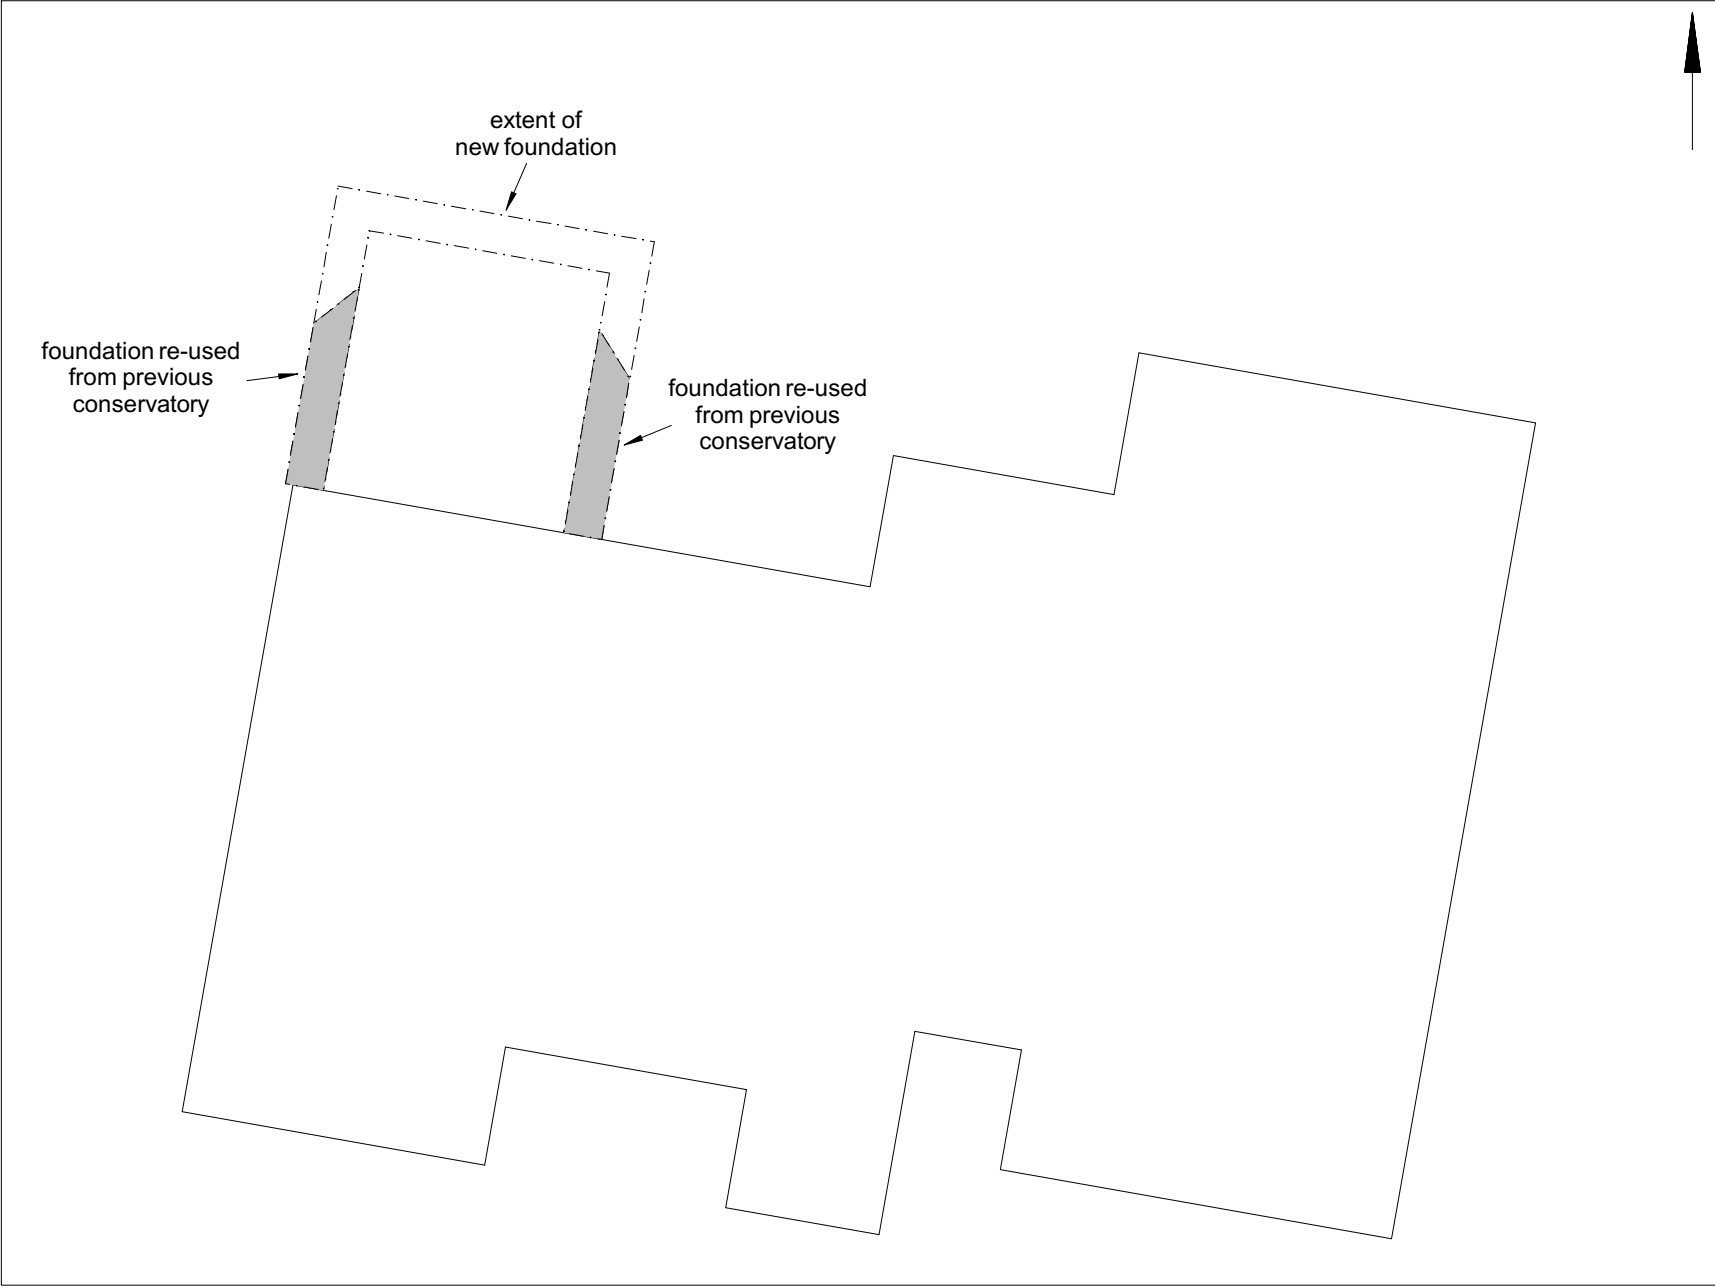 extent of
new foundation
foundation re-used
from previous
conservatory
foundation re-used
from previous
conservatory